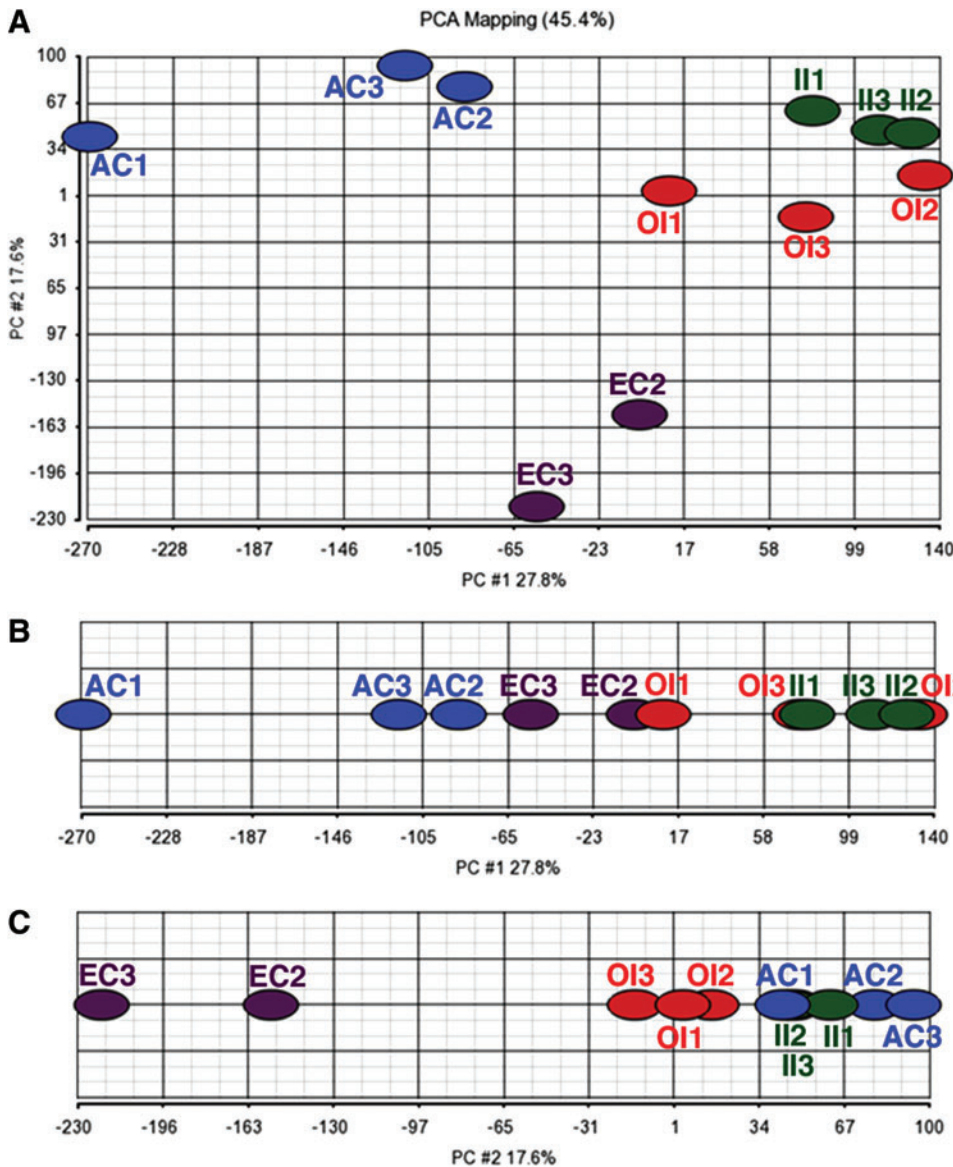 A
PCA Mapping (45.4%)
100
67
34
1
31
65
97
-130
-163
-196
-230
PC #2 17.6%
AC3
AC2
AC1
II1
II3 II2
OI1
OI2
OI3
EC2
EC3
-270 -228 -187 -146 -105 -65 -23 17 58 99 140
PC #1 27.8%
B
AC1 AC3 AC2 EC3 EC2 OI1 OI3 II1 II3 II2 OI
-270 -228 -187 -146 -105 -65 -23 17 58 99 140
PC #1 27.8%
C
EC3 EC2 OI3 OI2 AC1 AC2
OI1 II2 II1 AC3
II3
-230 -196 -163 -130 -97 -64 -31 1 34 67 100
PC #2 17.6%